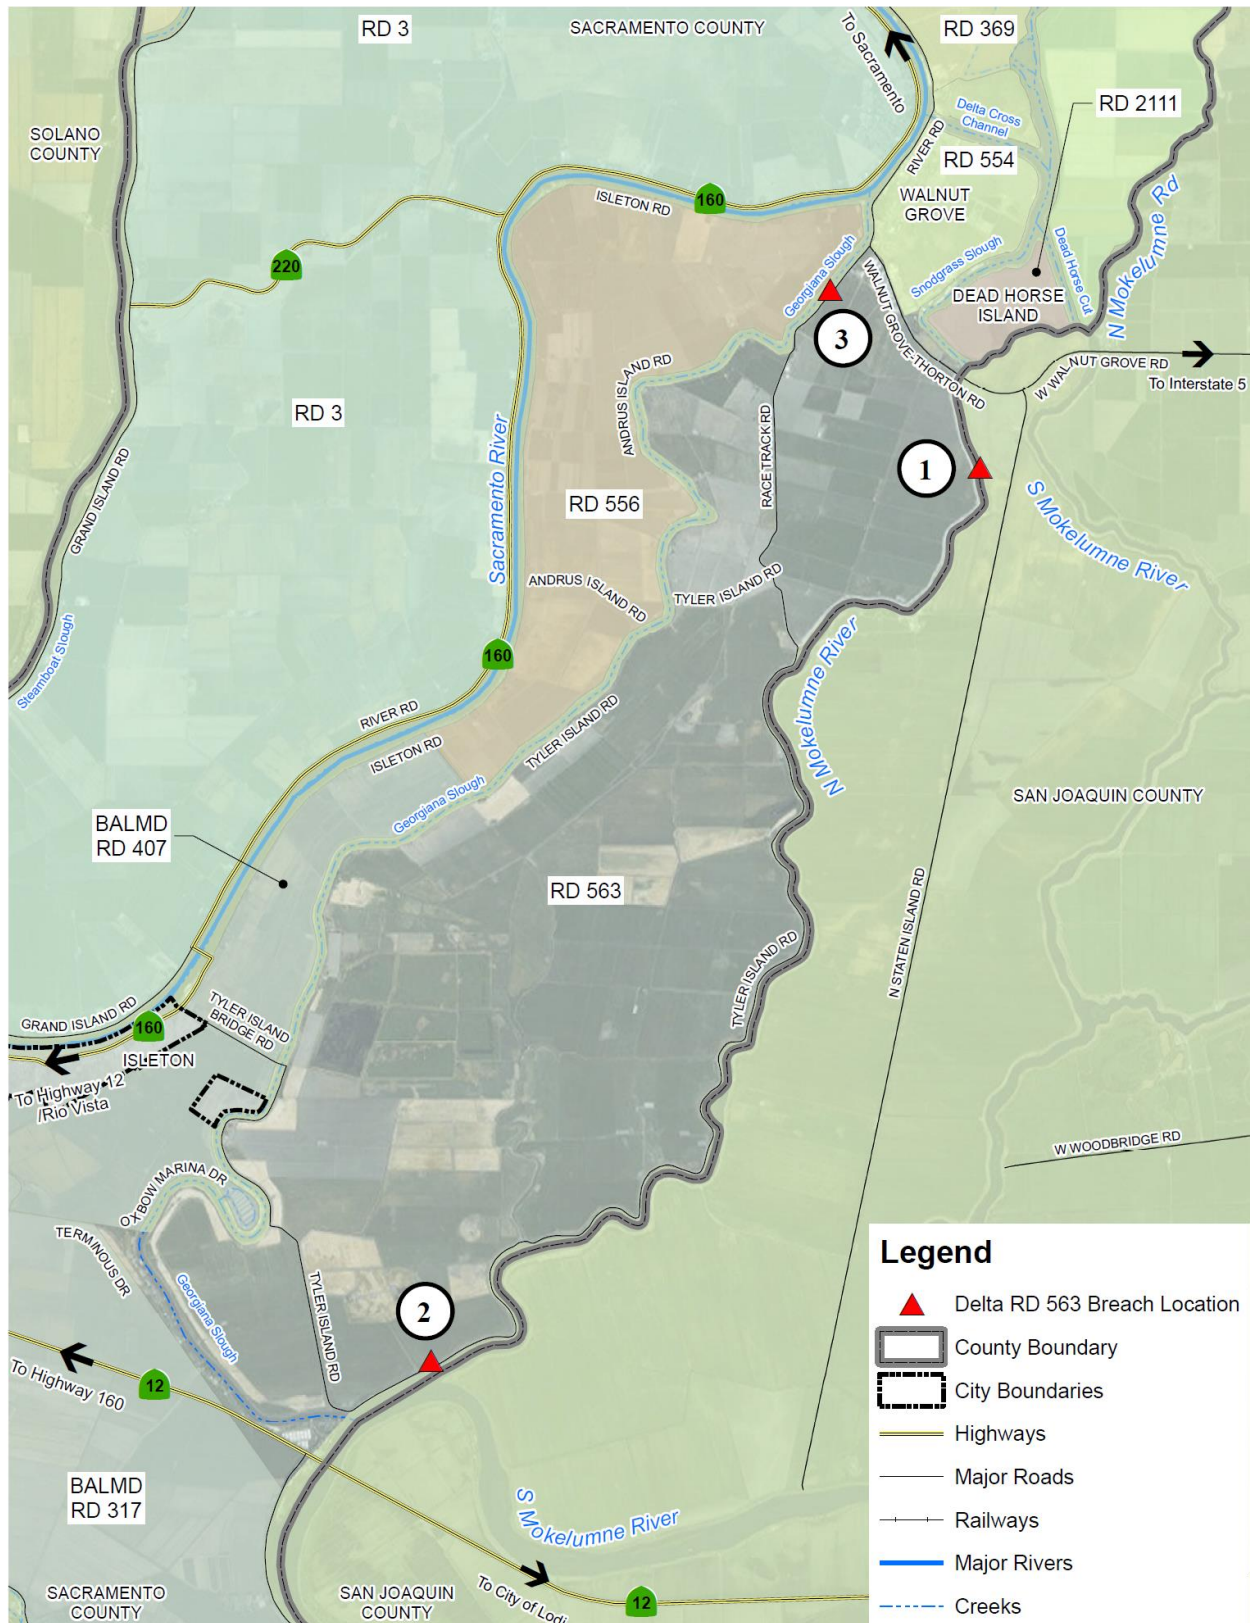 RD 3
SACRAMENTO COUNTY
To Sacramento
RD 369
RD 2111
SOLANO
COUNTY
Delta Cross
Channel
RIVER RD
RD 554
WALNUT
GROVE
ISLETON RD
160
N Mokelumne Rd
220
Georgiana Slough
Snodgrass Slough
Dead Horse Cut
WALNUT GROVE-THORTON RD
DEAD HORSE
ISLAND
3
W WALNUT GROVE RD
To Interstate 5
ANDRUS ISLAND RD
RACE TRACK RD
RD 3
Sacramento River
GRAND ISLAND RD
1
S Mokelumne River
RD 556
ANDRUS ISLAND RD
TYLER ISLAND RD
Steamboat Slough
160
N Mokelumne River
RIVER RD
ISLETON RD
TYLER ISLAND RD
Georgiana Slough
SAN JOAQUIN COUNTY
BALMD
RD 407
RD 563
N STATEN ISLAND RD
TYLER ISLAND RD
GRAND ISLAND RD
160
TYLER ISLAND
BRIDGE RD
ISLETON
To Highway 12
/Rio Vista
W WOODBRIDGE RD
OXBOW MARINA DR
TERMINOUS DR
Georgiana Slough
TYLER ISLAND RD
2
To Highway 160
12
BALMD
RD 317
S Mokelumne River
SACRAMENTO
COUNTY
SAN JOAQUIN
COUNTY
To City of Lodi
12
Legend
Delta RD 563 Breach Location
County Boundary
City Boundaries
Highways
Major Roads
Railways
Major Rivers
Creeks